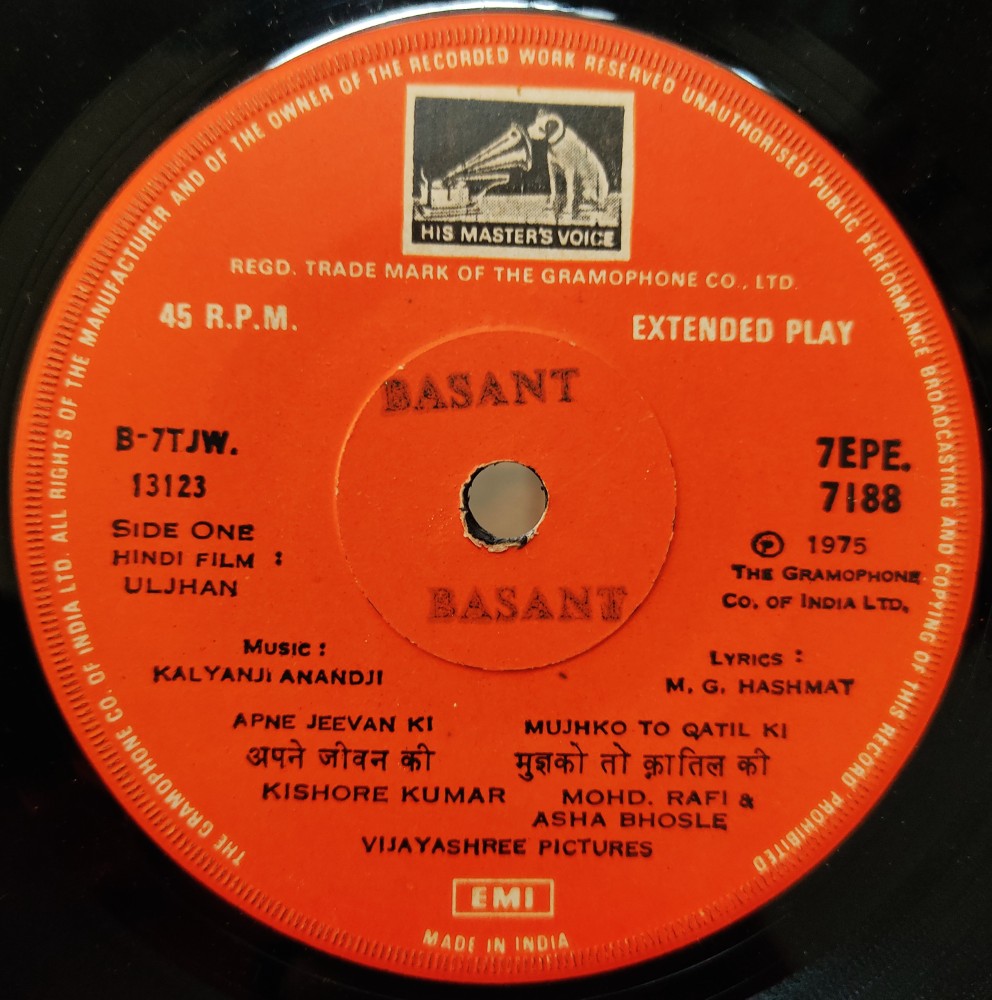 THE GRAMOPHONE CO. OF INDIA LTD. ALL RIGHTS OF THE MANUFACTURER AND OF THE OWNER OF THE RECORDED WORK RESERVED UNAUTHORISED PUBLIC PERFORMANCE BROADCASTING AND COPYING OF THIS RECORD PROHIBITED
HIS MASTER'S VOICE
REGD. TRADE MARK OF THE GRAMOPHONE CO., LTD.
45 R.P.M.
EXTENDED PLAY
BASANT
B-7TJW.
13123
SIDE ONE
HINDI FILM :
ULJHAN
7EPE.
7188
Ⓟ 1975
THE GRAMOPHONE
CO. OF INDIA LTD.
BASANT
MUSIC :
KALYANJI ANANDJI
LYRICS :
M. G. HASHMAT
APNE JEEVAN KI
अपने जीवन की
KISHORE KUMAR
MUJHKO TO QATIL KI
मुझको तो क़ातिल की
MOHD. RAFI &
ASHA BHOSLE
VIJAYASHREE PICTURES
EMI
MADE IN INDIA